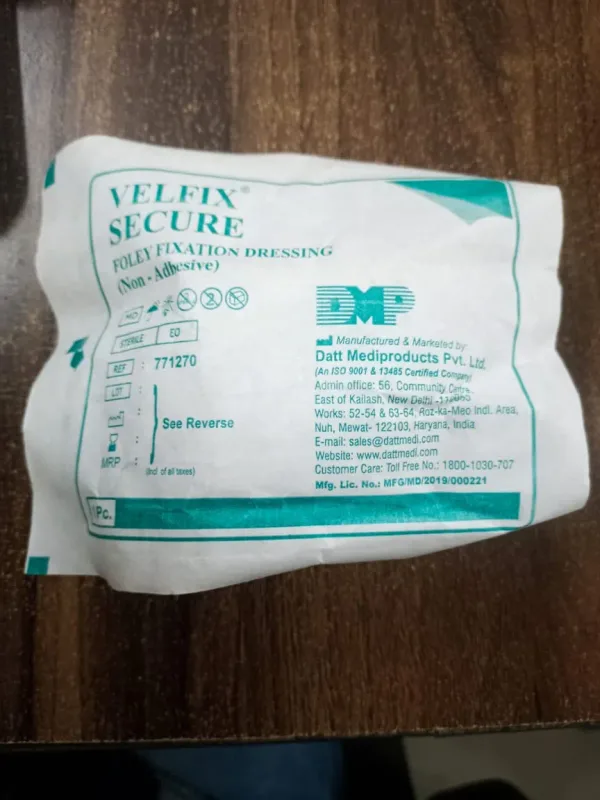 VELFIX®
SECURE
FOLEY FIXATION DRESSING
(Non - Adhesive)
MD
2
STERILE EO
REF : 771270
LOT :
:
:
MRP :
See Reverse
(Incl. of all taxes)
1 Pc.
DMP
Manufactured & Marketed by:
Datt Mediproducts Pvt. Ltd.
(An ISO 9001 & 13485 Certified Company)
Admin office: 56, Community Centre,
East of Kailash, New Delhi -
Works: 52-54 & 63-64, Roz-ka-Meo Indl. Area,
Nuh, Mewat- 122103, Haryana, India
E-mail: sales@dattmedi.com
Website: www.dattmedi.com
Customer Care: Toll Free No.: 1800-1030-707
Mfg. Lic. No.: MFG/MD/2019/000221